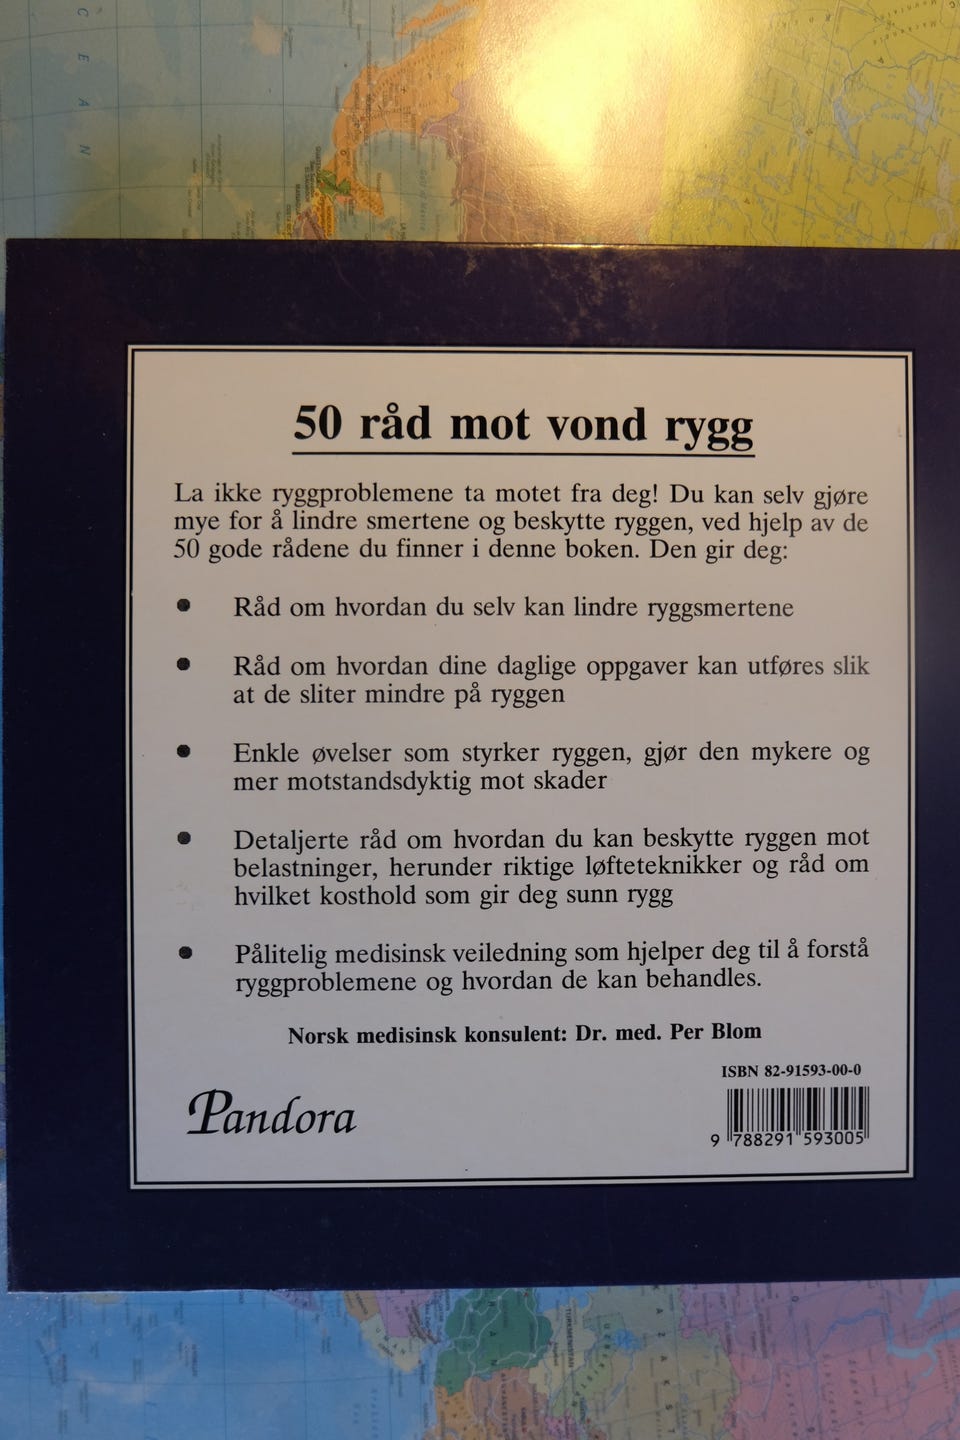 C E A N
50 råd mot vond rygg
La ikke ryggproblemene ta motet fra deg! Du kan selv gjøre
mye for å lindre smertene og beskytte ryggen, ved hjelp av de
50 gode rådene du finner i denne boken. Den gir deg:
● Råd om hvordan du selv kan lindre ryggsmertene
● Råd om hvordan dine daglige oppgaver kan utføres slik
at de sliter mindre på ryggen
● Enkle øvelser som styrker ryggen, gjør den mykere og
mer motstandsdyktig mot skader
● Detaljerte råd om hvordan du kan beskytte ryggen mot
belastninger, herunder riktige løfteteknikker og råd om
hvilket kosthold som gir deg sunn rygg
● Pålitelig medisinsk veiledning som hjelper deg til å forstå
ryggproblemene og hvordan de kan behandles.
Norsk medisinsk konsulent: Dr. med. Per Blom
ISBN 82-91593-00-0
Pandora
9 788291 593005
TURKMENISTAN